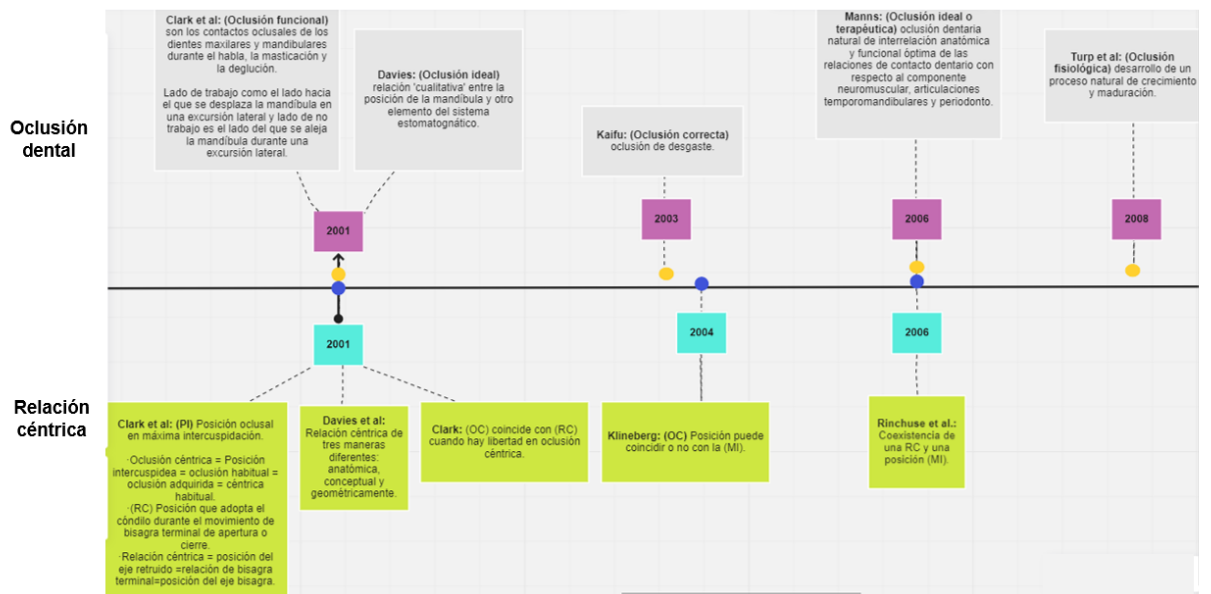 Oclusión
dental
Clark et al: (Oclusión funcional)
son los contactos oclusales de los
dientes maxilares y mandibulares
durante el habla, la masticación y
la deglución.
Lado de trabajo como el lado hacia
el que se desplaza la mandíbula en
una excursión lateral y lado de no
trabajo es el lado del que se aleja
la mandíbula durante una
excursión lateral.
Davies: (Oclusión ideal)
relación 'cualitativa' entre la
posición de la mandíbula y otro
elemento del sistema
estomatognático.
Kaifu: (Oclusión correcta)
oclusión de desgaste.
Manns: (Oclusión ideal o
terapéutica) oclusión dentaria
natural de interrelación anatómica
y funcional óptima de las
relaciones de contacto dentario con
respecto al componente
neuromuscular, articulaciones
temporomandibulares y periodonto.
Turp et al: (Oclusión
fisiológica) desarrollo de un
proceso natural de crecimiento
y maduración.
2001
2003
2006
2008
2001
2004
2006
Relación
céntrica
Clark et al: (PI) Posición oclusal
en máxima intercuspidación.
·Oclusión céntrica = Posición
intercuspidea = oclusión habitual =
oclusión adquirida = céntrica
habitual.
·(RC) Posición que adopta el
cóndilo durante el movimiento de
bisagra terminal de apertura o
cierre.
·Relación céntrica = posición del
eje retruido =relación de bisagra
terminal=posición del eje bisagra.
Davies et al:
Relación céntrica de
tres maneras
diferentes:
anatómica,
conceptual y
geométricamente.
Clark: (OC) coincide con (RC)
cuando hay libertad en oclusión
céntrica.
Klineberg: (OC) Posición puede
coincidir o no con la (MI).
Rinchuse et al.:
Coexistencia de
una RC y una
posición (MI).